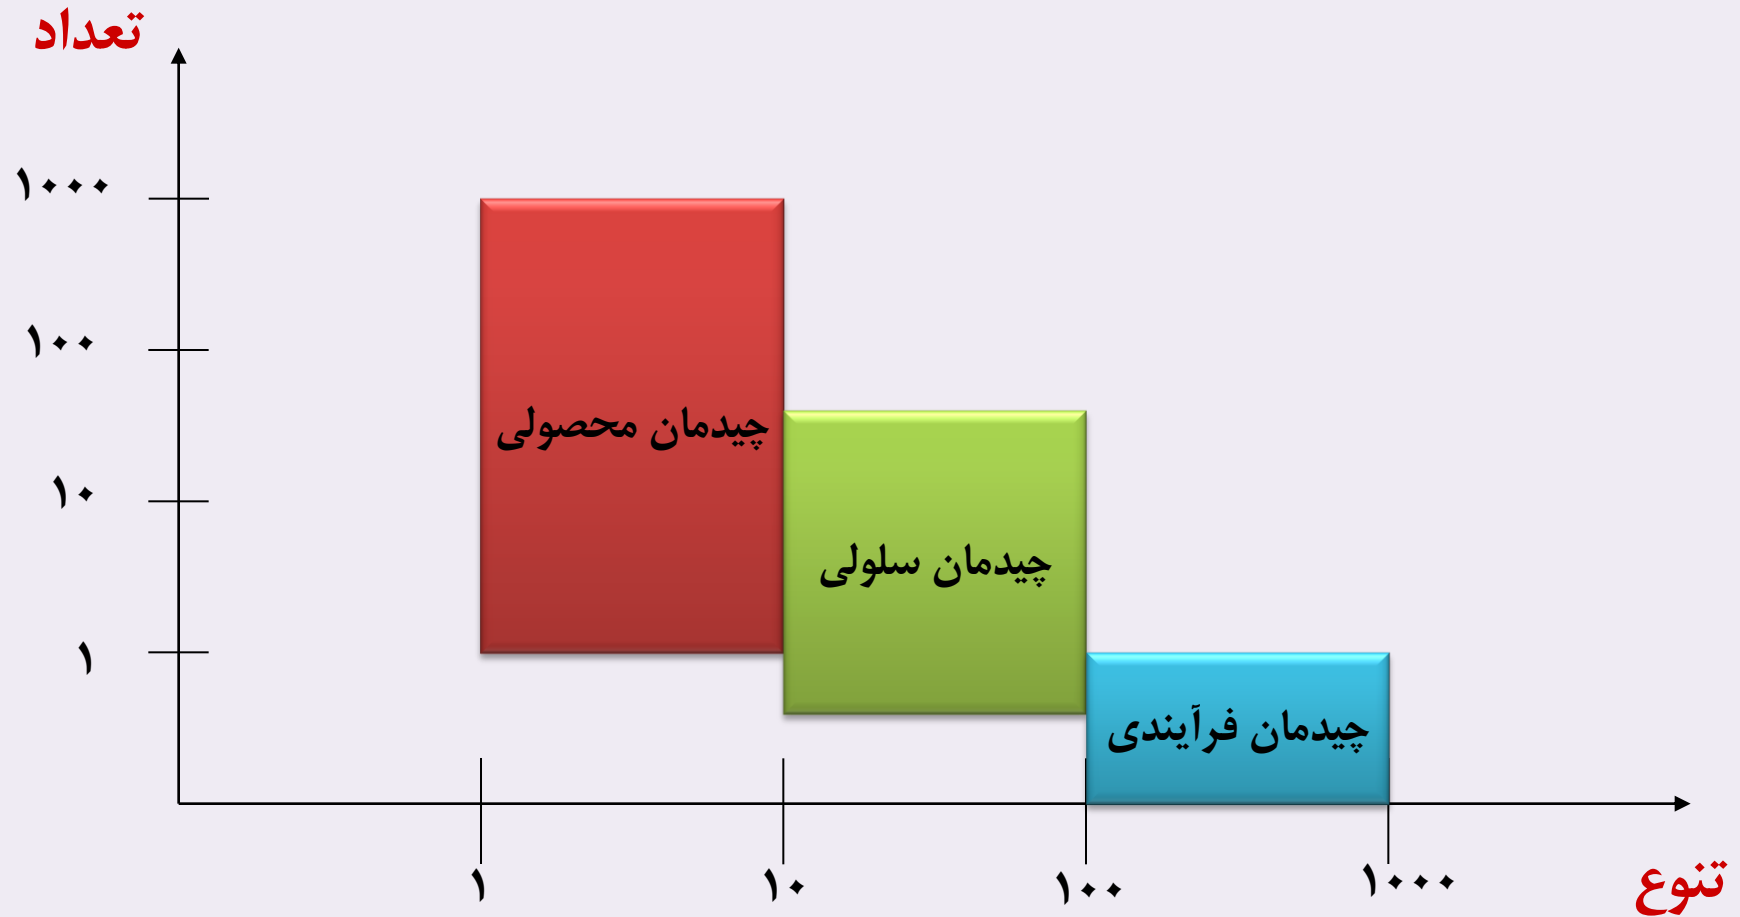 تعداد
۱۰۰۰
۱۰۰
۱۰
۱
چیدمان محصولی
چیدمان سلولی
چیدمان فرآیندی
۱
۱۰
۱۰۰
۱۰۰۰
تنوع